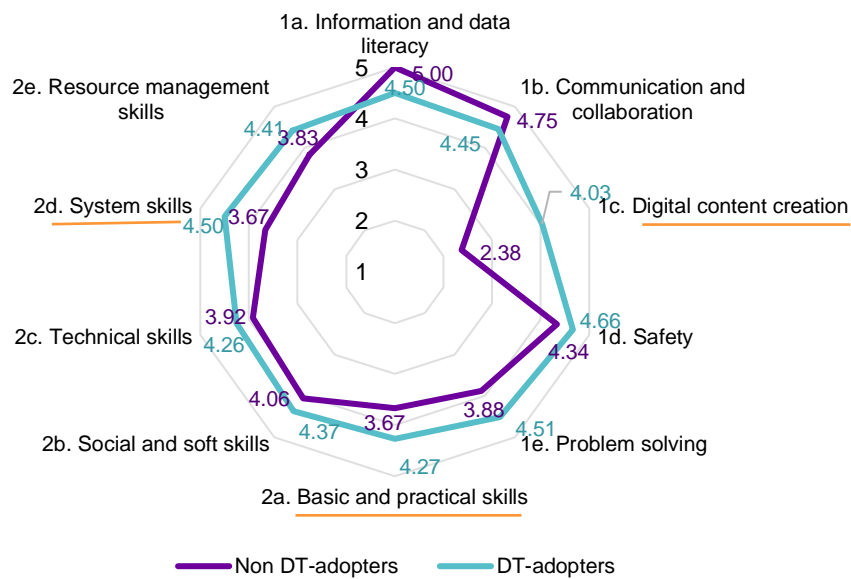 1a. Information and data
literacy
5
5.00
4.50
1b. Communication and
collaboration
2e. Resource management
skills
4
4.75
4.41
3.83
4.45
3
4.03
2d. System skills
3.67
4.50
2
1c. Digital content creation
2.38
1
2c. Technical skills
3.92
4.26
4.66
1d. Safety
4.34
4.06
3.67
3.88
4.51
2b. Social and soft skills
4.37
4.27
1e. Problem solving
2a. Basic and practical skills
Non DT-adopters
DT-adopters